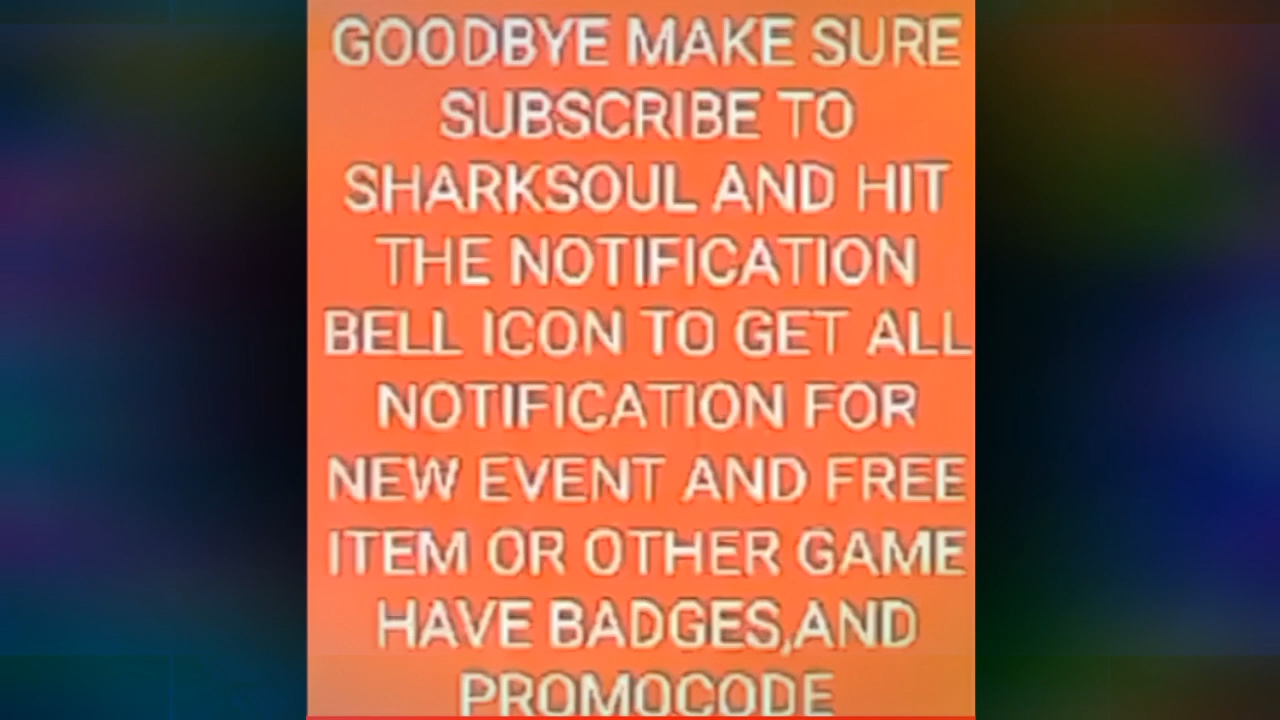 GOODBYE MAKE SURE
SUBSCRIBE TO
SHARKSOUL AND HIT
THE NOTIFICATION
BELL ICON TO GET ALL
NOTIFICATION FOR
NEW EVENT AND FREE
ITEM OR OTHER GAME
HAVE BADGES,AND
PROMOCODE